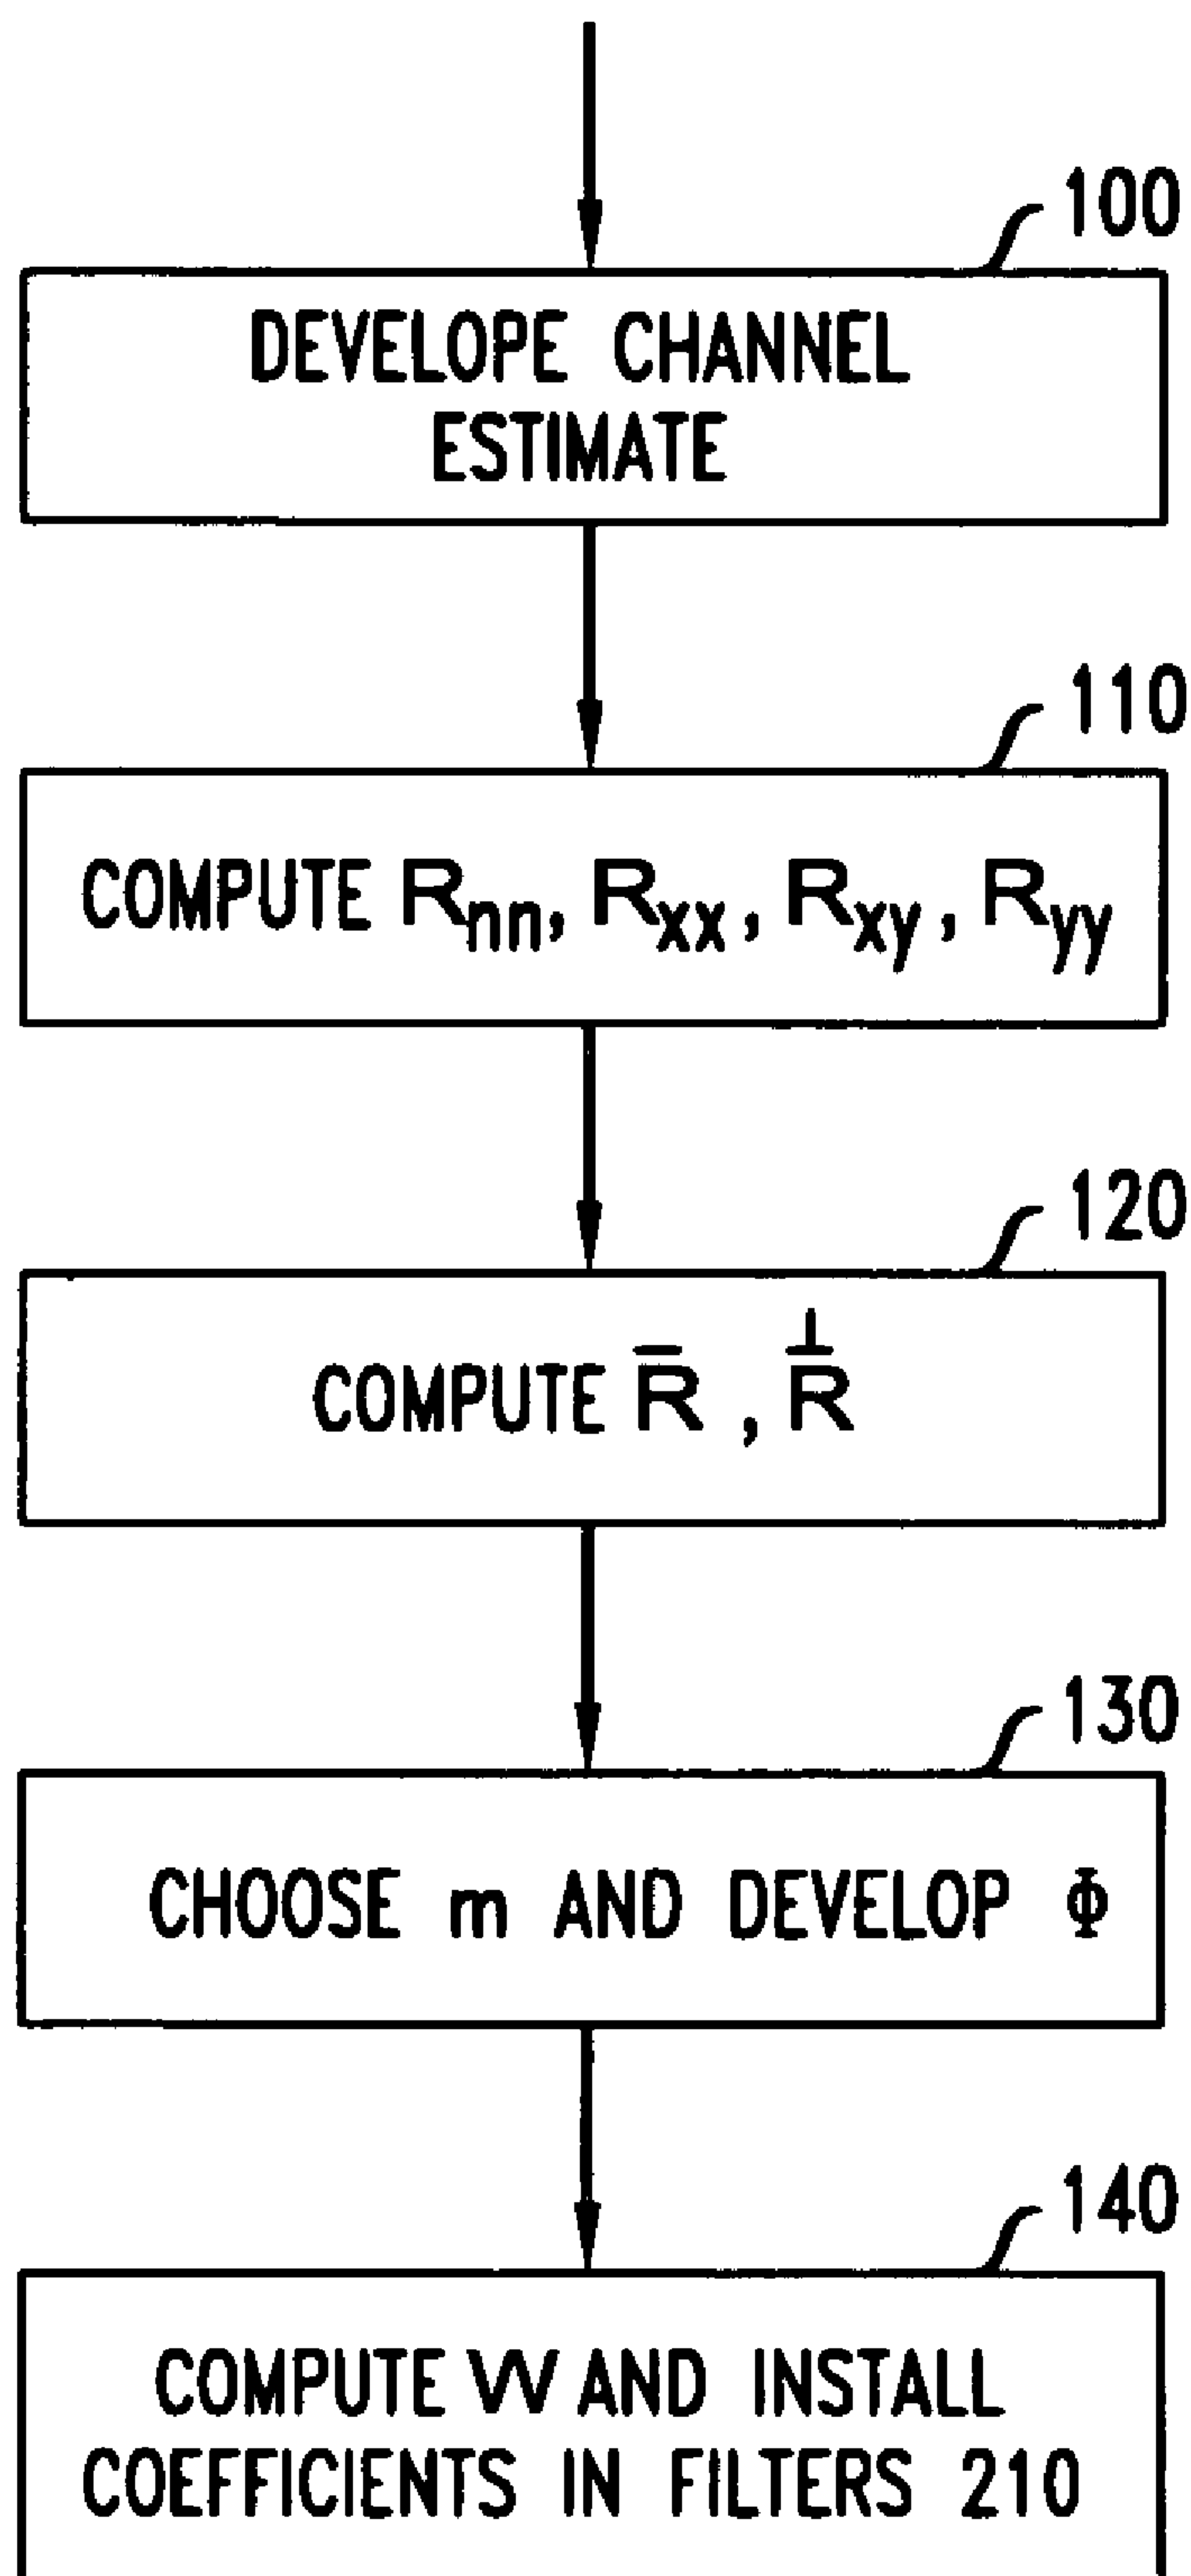 100
DEVELOPE CHANNEL
ESTIMATE
110
COMPUTE Rnn, Rxx, Rxy, Ryy
120
COMPUTE R̄, R̄⊥
130
CHOOSE m AND DEVELOP Φ
140
COMPUTE W AND INSTALL
COEFFICIENTS IN FILTERS 210